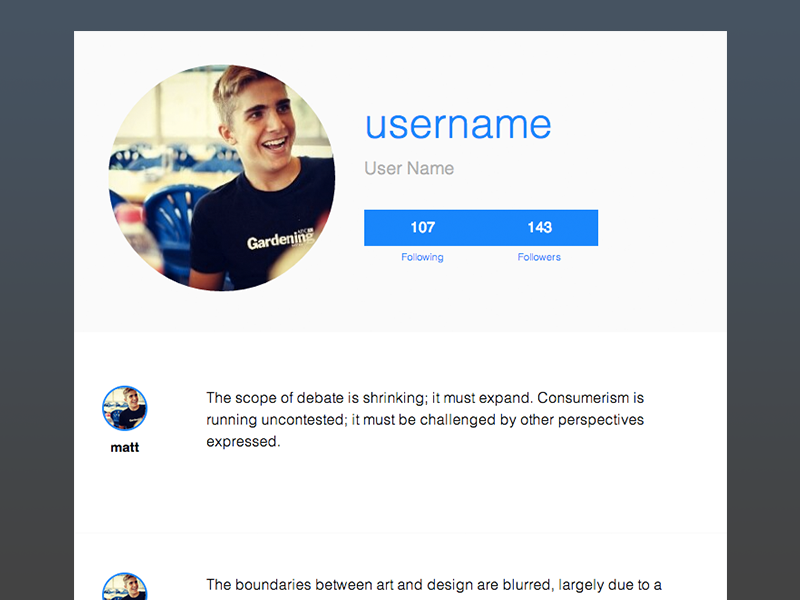 username
User Name
107 143
Following Followers
Gardening
The scope of debate is shrinking; it must expand. Consumerism is
running uncontested; it must be challenged by other perspectives
expressed.
matt
The boundaries between art and design are blurred, largely due to a